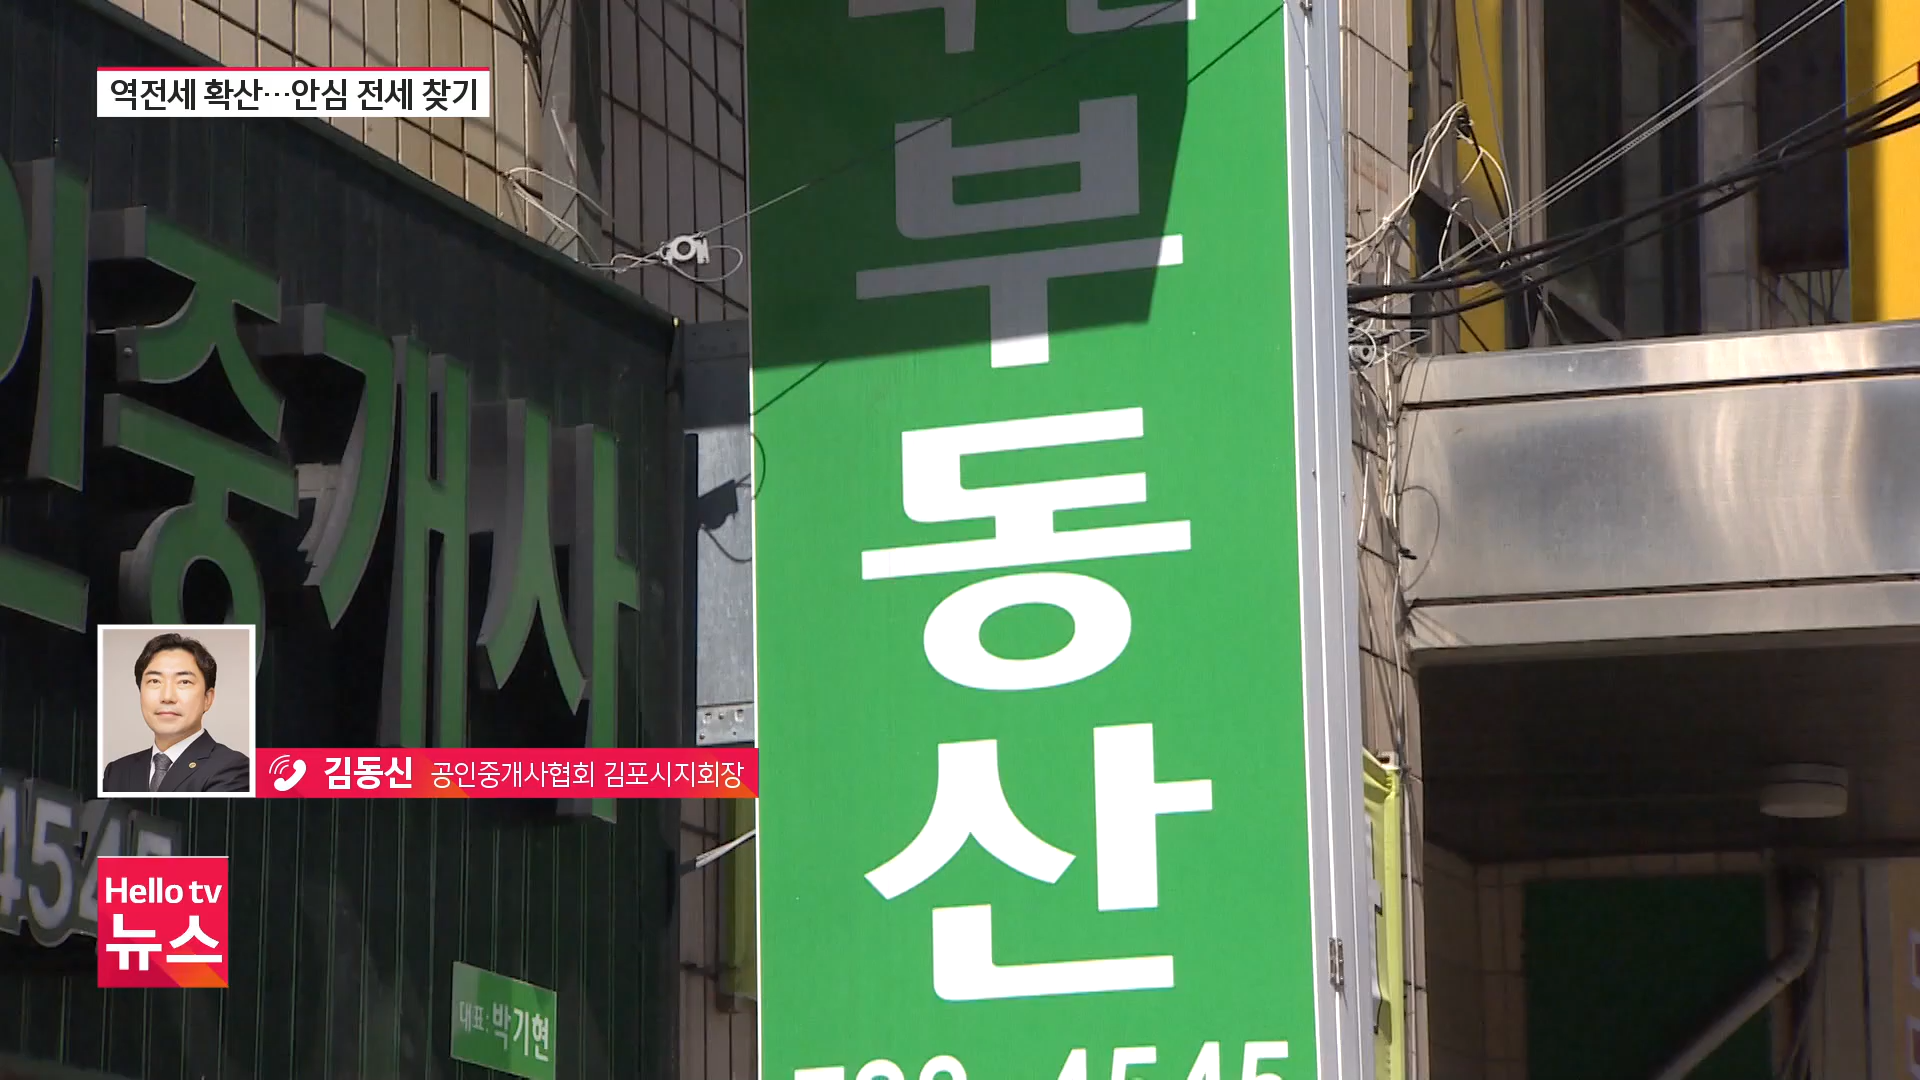 역전세 확산…안심 전세 찾기
부동산
중개사
김동신 공인중개사협회 김포시지회장
4545
Hello tv
뉴스
대표: 박기현
4545